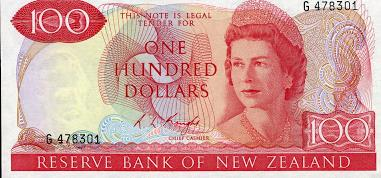 G 478301
100
THIS NOTE IS LEGAL
TENDER FOR
ONE
HUNDRED
DOLLARS
G 478301
CHIEF CASHIER
100
RESERVE BANK OF NEW ZEALAND